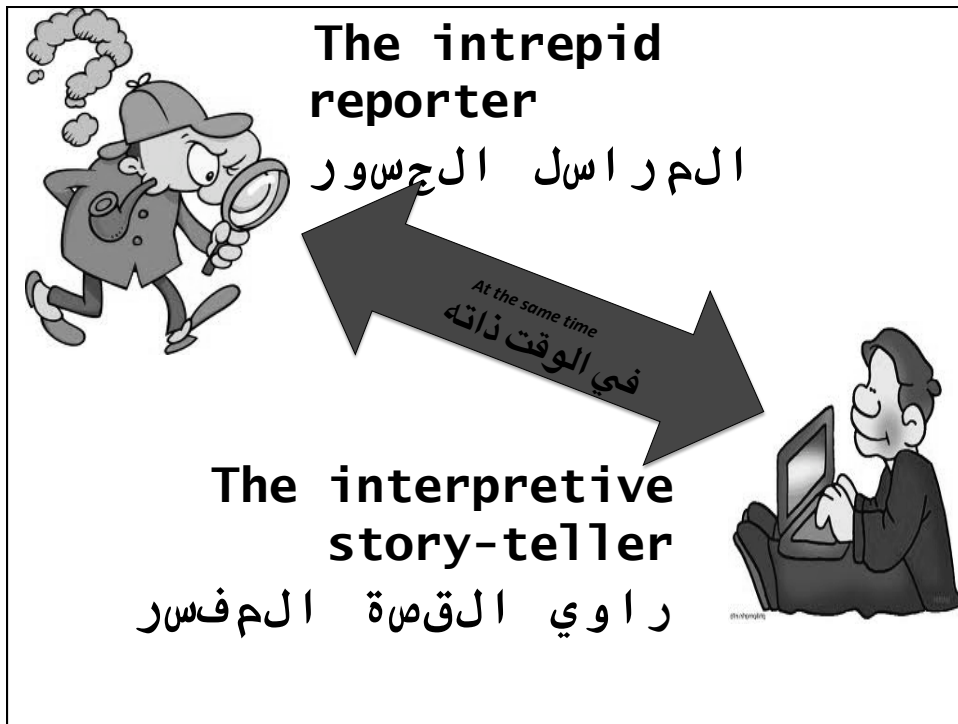 The intrepid
reporter
المراسل الجسور
At the same time
في الوقت ذاته
The interpretive
story-teller
راوي القصة المفسر